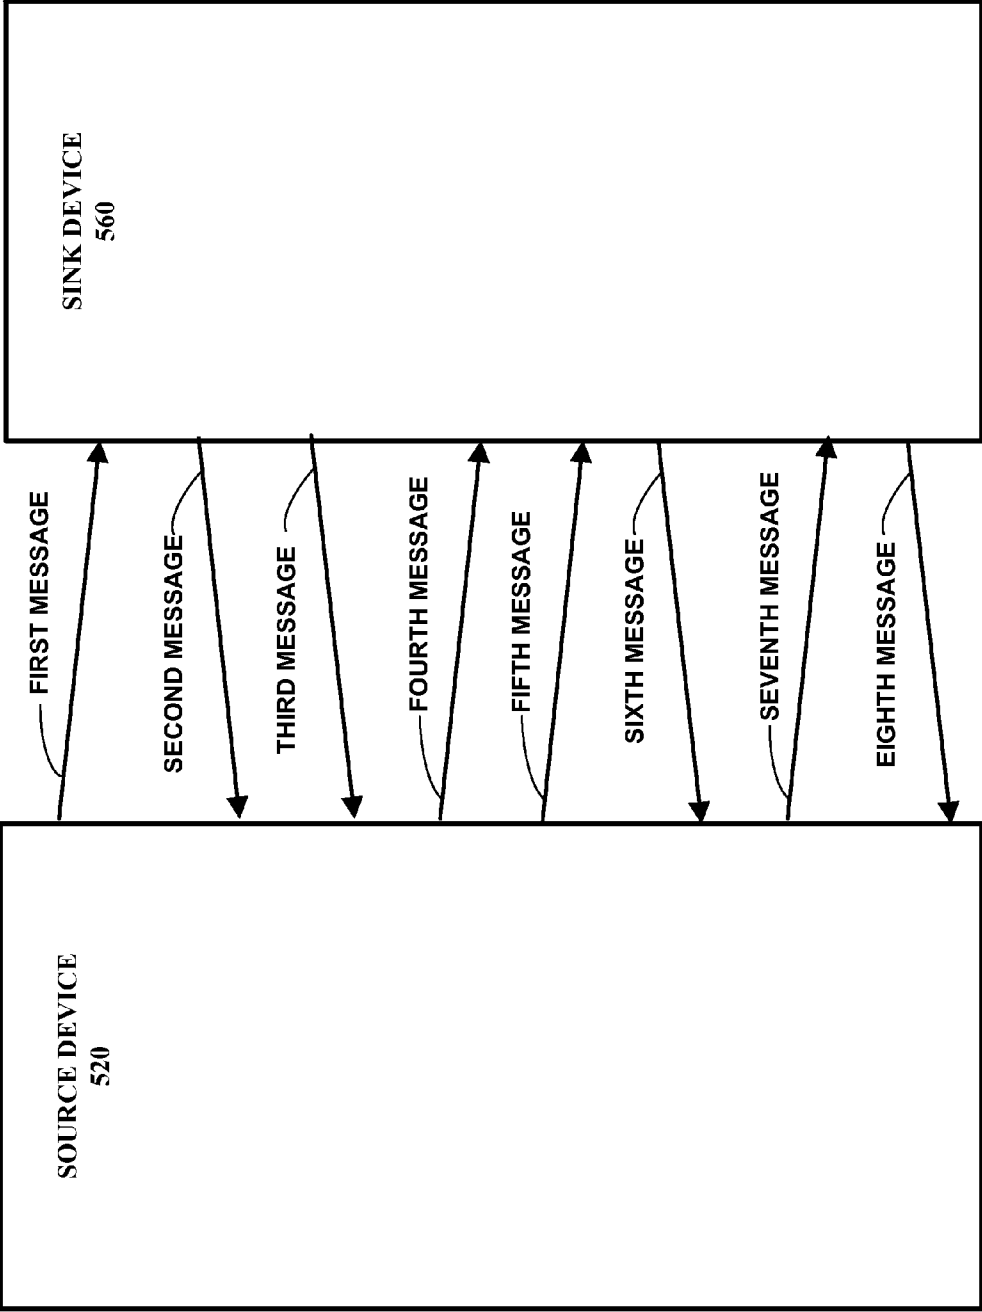 SOURCE DEVICE
520
SINK DEVICE
560
FIRST MESSAGE
SECOND MESSAGE
THIRD MESSAGE
FOURTH MESSAGE
FIFTH MESSAGE
SIXTH MESSAGE
SEVENTH MESSAGE
EIGHTH MESSAGE